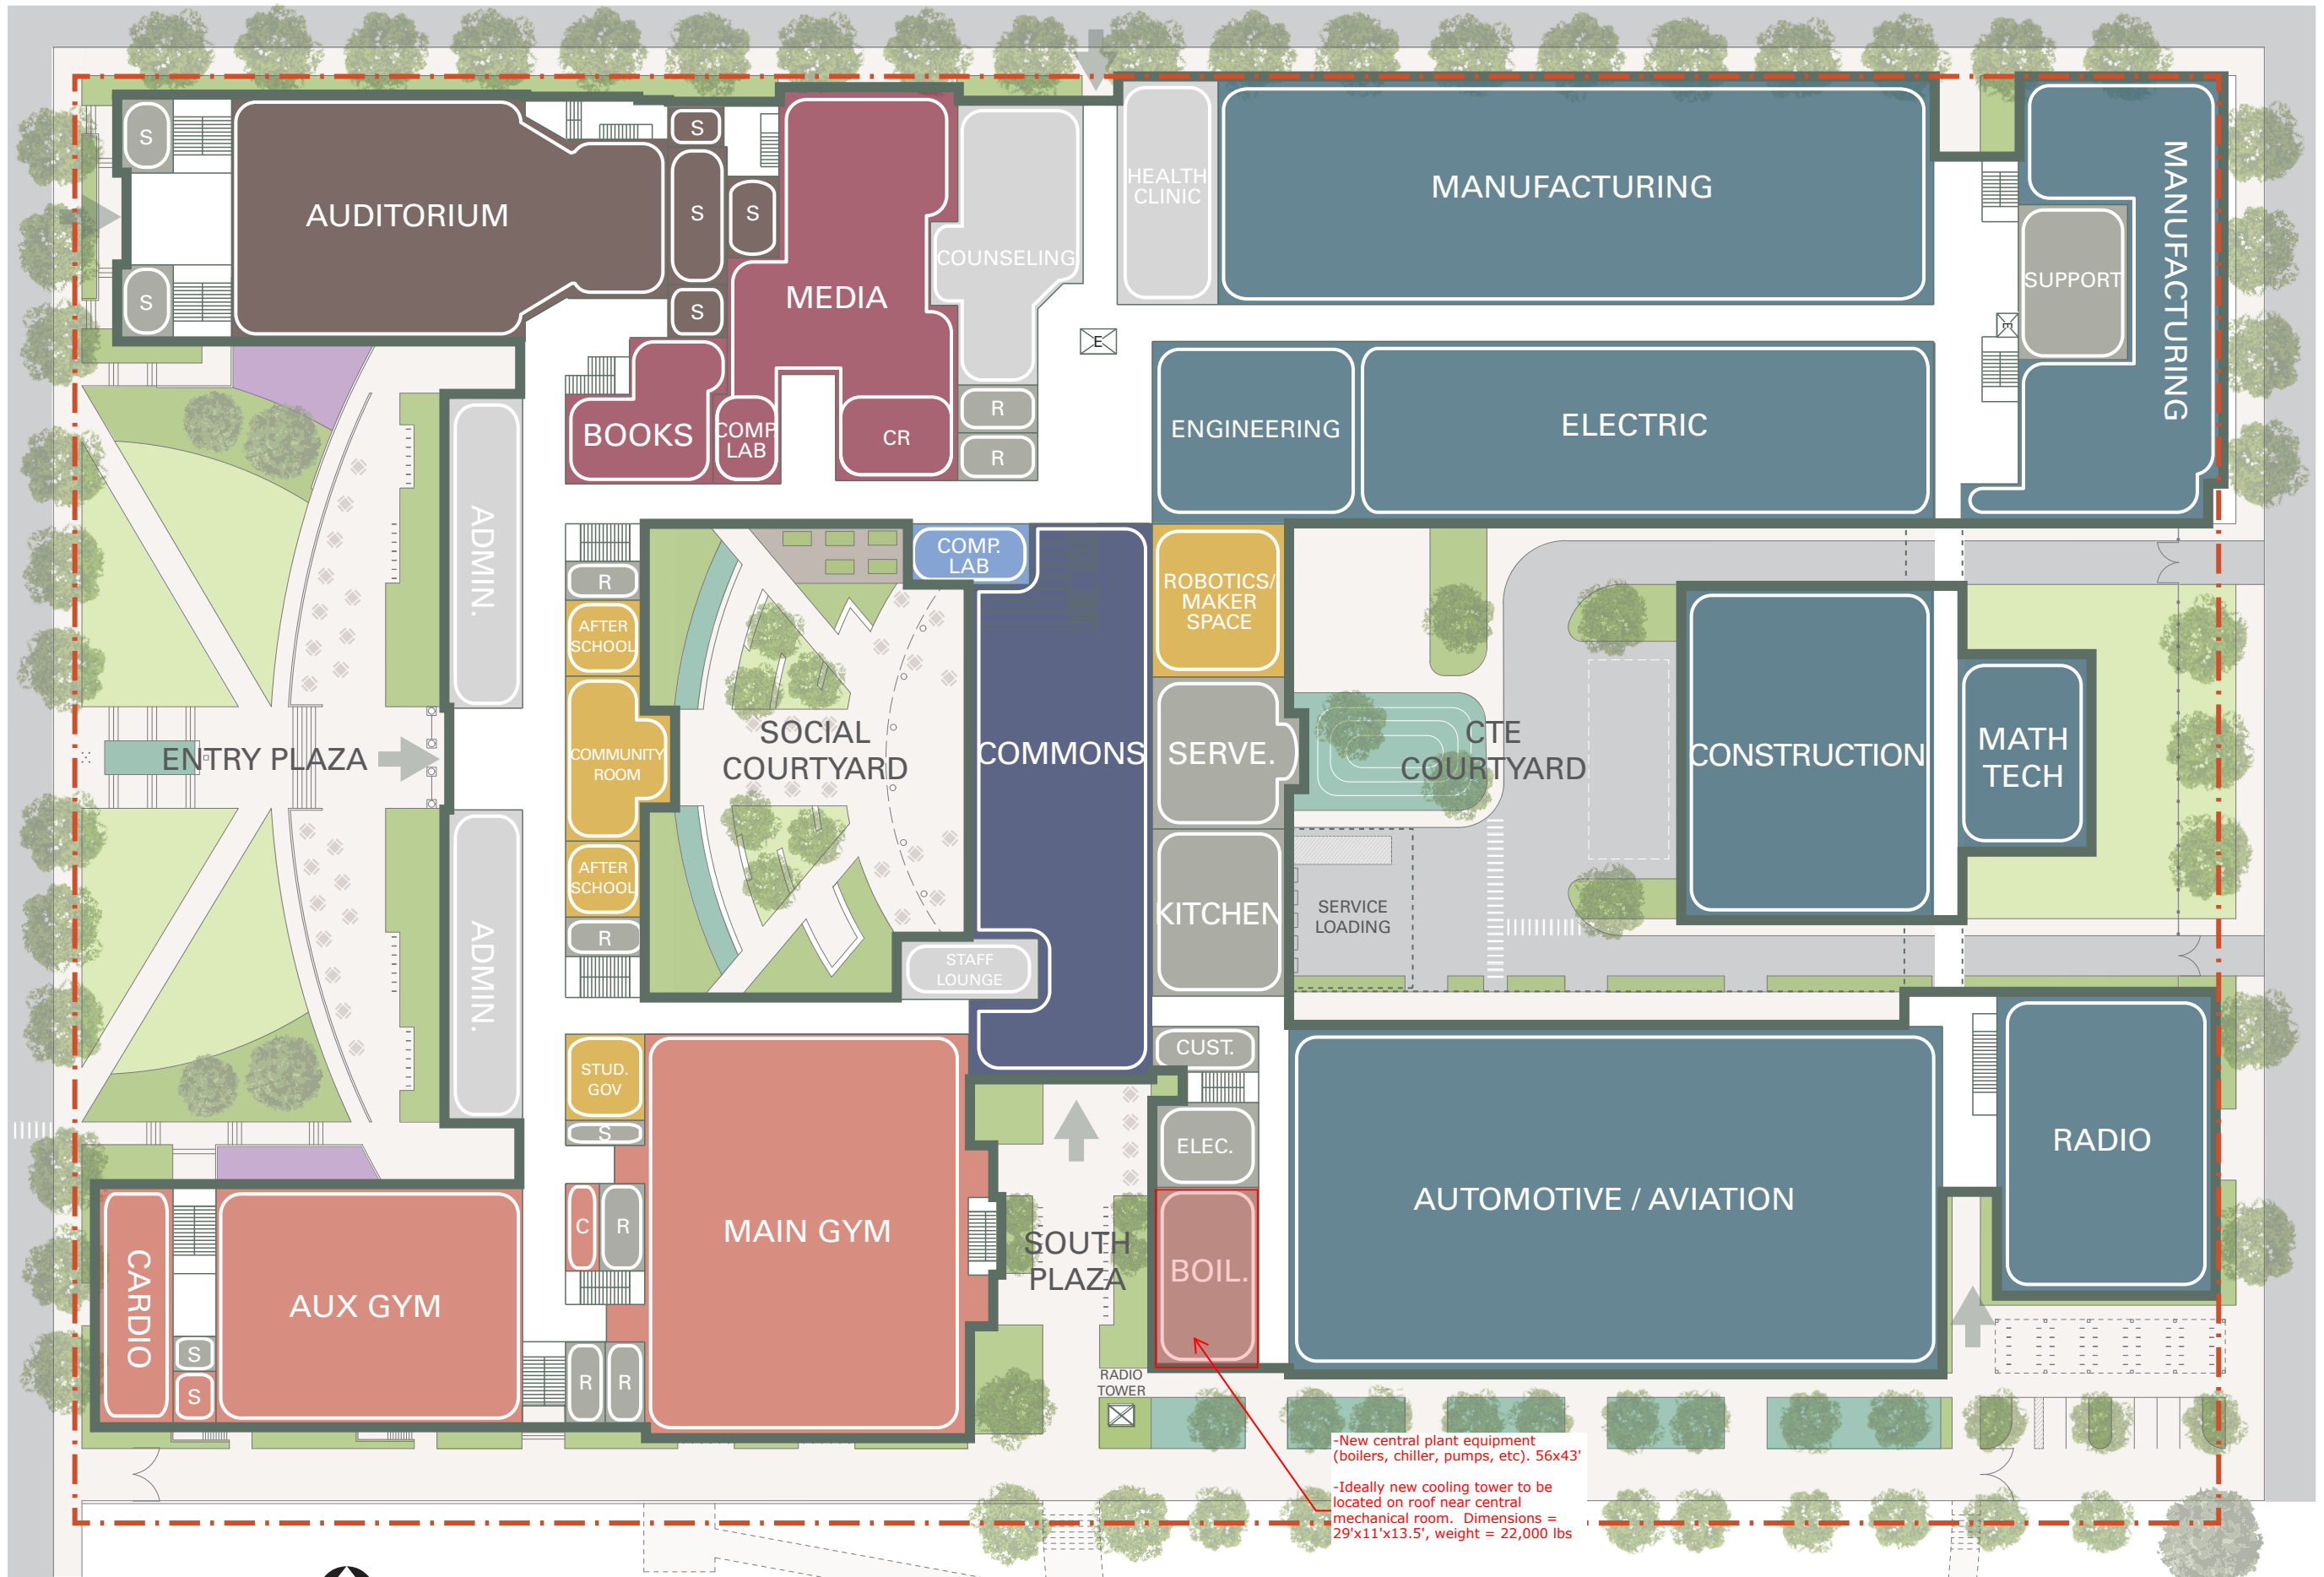 S
S
AUDITORIUM
S
S
S
S
MEDIA
BOOKS
COMP.
LAB
CR
COUNSELING
R
R
HEALTH
CLINIC
MANUFACTURING
E
ENGINEERING
ELECTRIC
SUPPORT
E
MANUFACTURING
ADMIN.
ENTRY PLAZA
ADMIN.
R
AFTER
SCHOOL
COMMUNITY
ROOM
AFTER
SCHOOL
R
SOCIAL
COURTYARD
COMP.
LAB
COMMONS
STAFF
LOUNGE
ROBOTICS/
MAKER
SPACE
SERVE.
KITCHEN
CTE
COURTYARD
SERVICE
LOADING
CONSTRUCTION
MATH
TECH
CARDIO
S
S
AUX GYM
STUD.
GOV
S
C
R
R
R
MAIN GYM
SOUTH
PLAZA
CUST.
ELEC.
BOIL.
RADIO
TOWER
AUTOMOTIVE / AVIATION
RADIO
-New central plant equipment
(boilers, chiller, pumps, etc). 56x43'
-Ideally new cooling tower to be
located on roof near central
mechanical room. Dimensions =
29'x11'x13.5', weight = 22,000 lbs